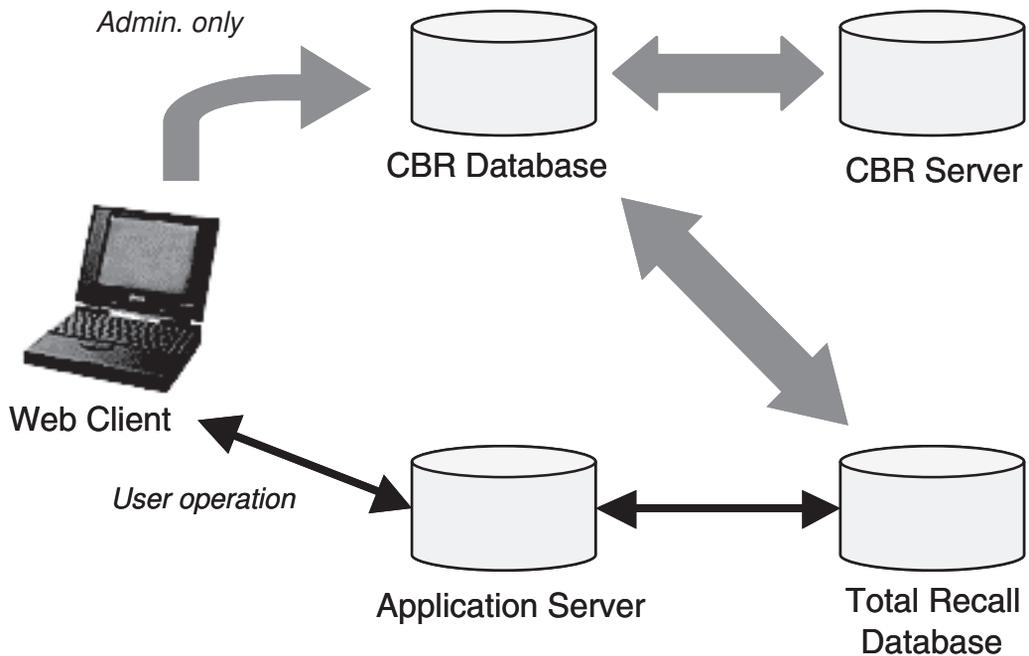 Admin. only
CBR Database
CBR Server
Web Client
User operation
Application Server
Total Recall
Database